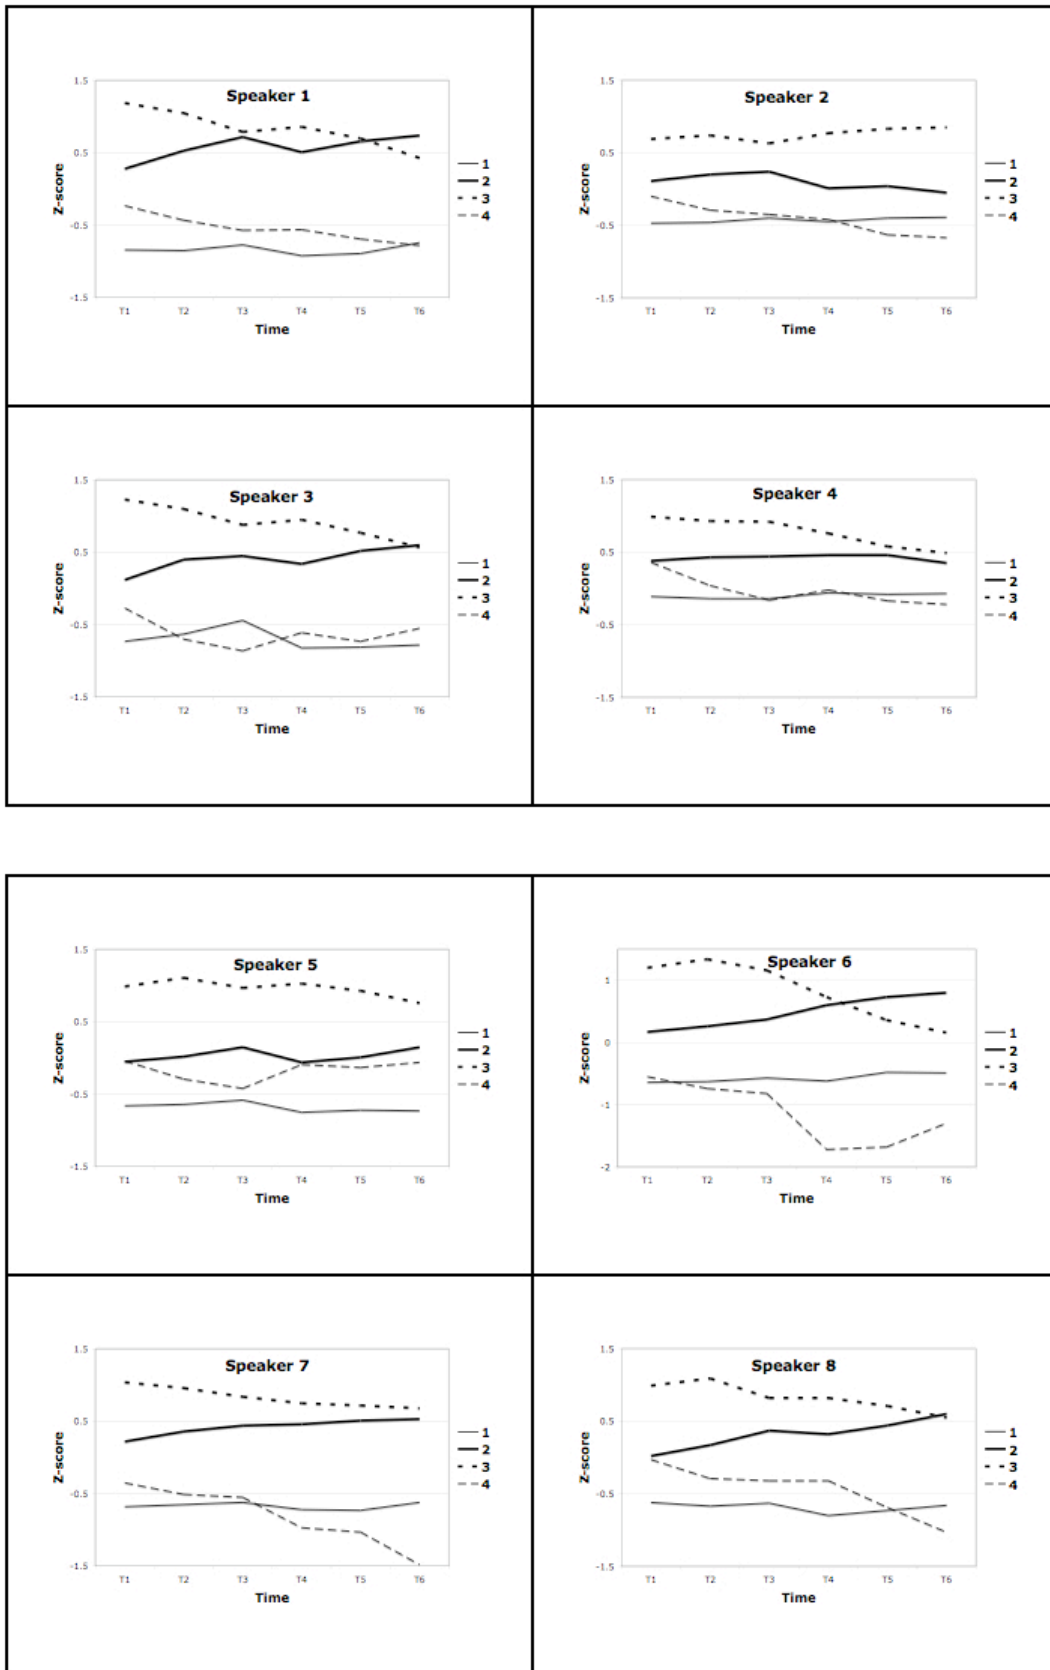 Speaker 1
1.5
0.5
-0.5
-1.5
Z-score
T1 T2 T3 T4 T5 T6
Time
1
2
3
4
Speaker 2
1.5
0.5
-0.5
-1.5
Z-score
T1 T2 T3 T4 T5 T6
Time
1
2
3
4
Speaker 3
1.5
0.5
-0.5
-1.5
Z-score
T1 T2 T3 T4 T5 T6
Time
1
2
3
4
Speaker 4
1.5
0.5
-0.5
-1.5
Z-score
T1 T2 T3 T4 T5 T6
Time
1
2
3
4
Speaker 5
1.5
0.5
-0.5
-1.5
Z-score
T1 T2 T3 T4 T5 T6
Time
1
2
3
4
Speaker 6
1
0
-1
-2
Z-score
T1 T2 T3 T4 T5 T6
Time
1
2
3
4
Speaker 7
1.5
0.5
-0.5
-1.5
Z-score
T1 T2 T3 T4 T5 T6
Time
1
2
3
4
Speaker 8
1.5
0.5
-0.5
-1.5
Z-score
T1 T2 T3 T4 T5 T6
Time
1
2
3
4